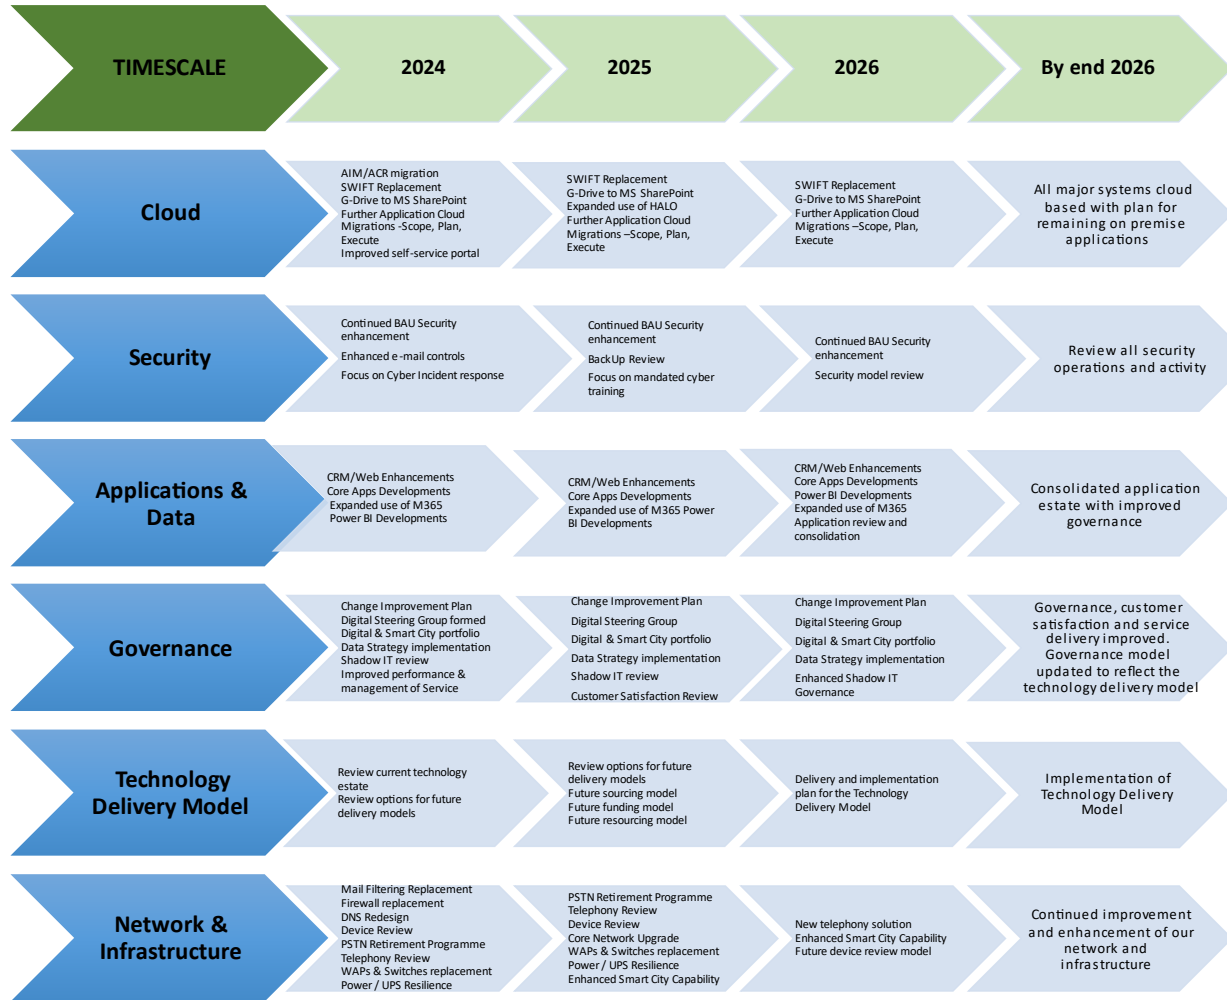 TIMESCALE
2024
2025
2026
By end 2026
Cloud
AIM/ACR migration
SWIFT Replacement
G-Drive to MS SharePoint
Further Application Cloud
Migrations -Scope, Plan,
Execute
Improved self-service portal
SWIFT Replacement
G-Drive to MS SharePoint
Expanded use of HALO
Further Application Cloud
Migrations –Scope, Plan,
Execute
SWIFT Replacement
G-Drive to MS SharePoint
Further Application Cloud
Migrations –Scope, Plan,
Execute
All major systems cloud
based with plan for
remaining on premise
applications
Security
Continued BAU Security
enhancement
Enhanced e-mail controls
Focus on Cyber Incident response
Continued BAU Security
enhancement
BackUp Review
Focus on mandated cyber
training
Continued BAU Security
enhancement
Security model review
Review all security
operations and activity
Applications &
Data
CRM/Web Enhancements
Core Apps Developments
Expanded use of M365
Power BI Developments
CRM/Web Enhancements
Core Apps Developments
Expanded use of M365 Power
BI Developments
CRM/Web Enhancements
Core Apps Developments
Power BI Developments
Expanded use of M365
Application review and
consolidation
Consolidated application
estate with improved
governance
Governance
Change Improvement Plan
Digital Steering Group formed
Digital & Smart City portfolio
Data Strategy implementation
Shadow IT review
Improved performance &
management of Service
Change Improvement Plan
Digital Steering Group
Digital & Smart City portfolio
Data Strategy implementation
Shadow IT review
Customer Satisfaction Review
Change Improvement Plan
Digital Steering Group
Digital & Smart City portfolio
Data Strategy implementation
Enhanced Shadow IT
Governance
Governance, customer
satisfaction and service
delivery improved.
Governance model
updated to reflect the
technology delivery model
Technology
Delivery Model
Review current technology
estate
Review options for future
delivery models
Review options for future
delivery models
Future sourcing model
Future funding model
Future resourcing model
Delivery and implementation
plan for the Technology
Delivery Model
Implementation of
Technology Delivery
Model
Network &
Infrastructure
Mail Filtering Replacement
Firewall replacement
DNS Redesign
Device Review
PSTN Retirement Programme
Telephony Review
WAPs & Switches replacement
Power / UPS Resilience
PSTN Retirement Programme
Telephony Review
Device Review
Core Network Upgrade
WAPs & Switches replacement
Power / UPS Resilience
Enhanced Smart City Capability
New telephony solution
Enhanced Smart City Capability
Future device review model
Continued improvement
and enhancement of our
network and
infrastructure